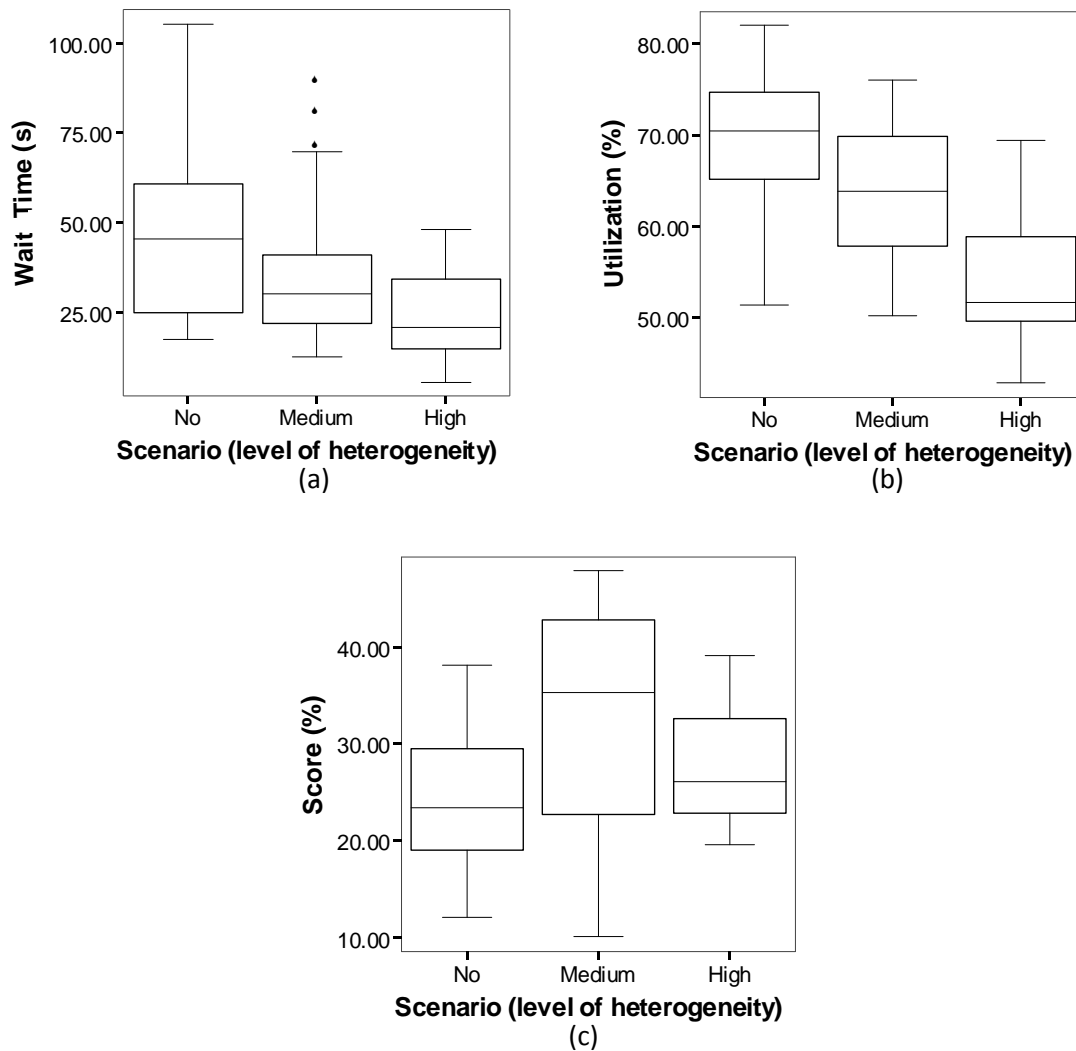 100.00
75.00
50.00
25.00
Wait Time (s)
No Medium High
Scenario (level of heterogeneity)
(a)
80.00
70.00
60.00
50.00
Utilization (%)
No Medium High
Scenario (level of heterogeneity)
(b)
40.00
30.00
20.00
10.00
Score (%)
No Medium High
Scenario (level of heterogeneity)
(c)